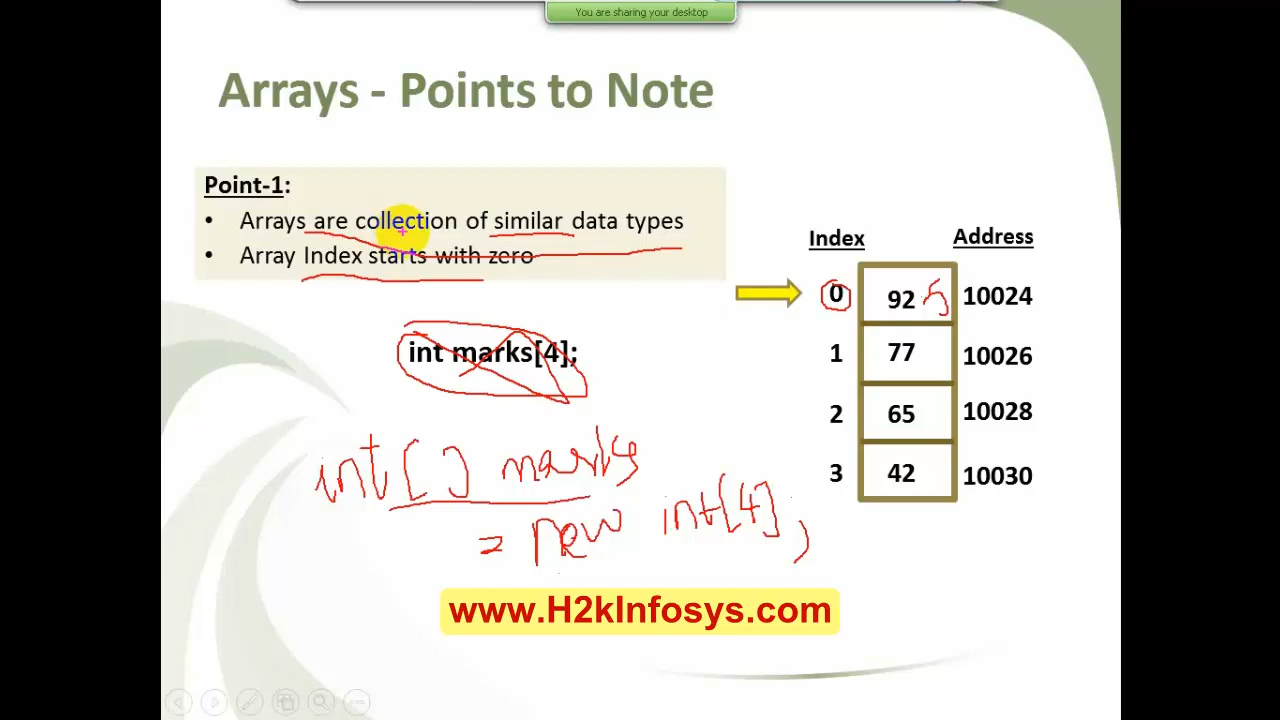 You are sharing your desktop
Arrays - Points to Note
Point-1:
• Arrays are collection of similar data types
• Array Index starts with zero
int marks[4];
int[] marks
= new int[4];
Index Address
0 92 5 10024
1 77 10026
2 65 10028
3 42 10030
www.H2kInfosys.com